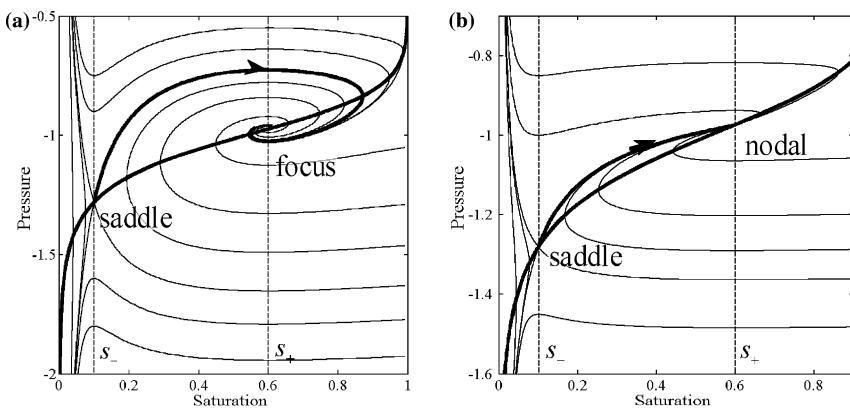 (a)
-0.5
-1
-1.5
-2
Pressure
focus
saddle
s_
s+
0 0.2 0.4 0.6 0.8 1
Saturation
(b)
-0.8
-1
-1.2
-1.4
-1.6
Pressure
nodal
saddle
s_
s+
0 0.2 0.4 0.6 0.8
Saturation